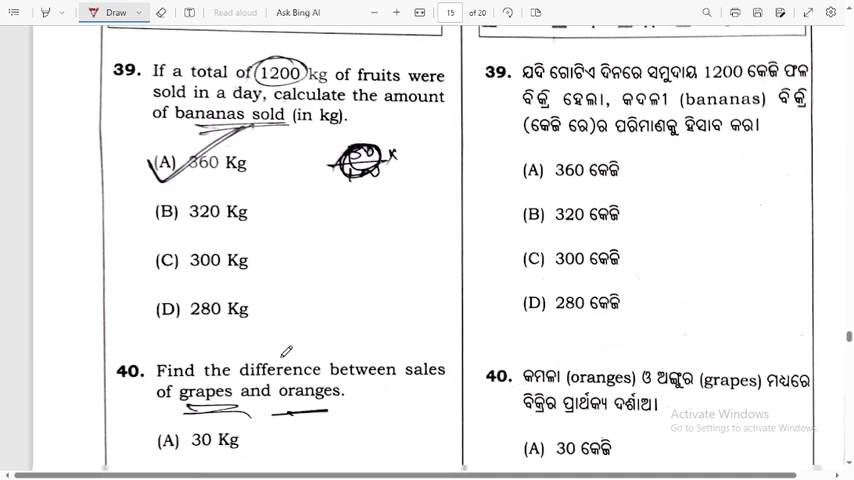 Draw
Read aloud
Ask Bing AI
15
of 20
39. If a total of 1200 kg of fruits were
sold in a day, calculate the amount
of bananas sold (in kg).
(A) 360 Kg
(B) 320 Kg
(C) 300 Kg
(D) 280 Kg
40. Find the difference between sales
of grapes and oranges.
(A) 30 Kg
39. ଯଦି ଗୋଟିଏ ଦିନରେ ସମୁଦାୟ 1200 କେଜି ଫଳ
ବିକ୍ରି ହେଲା, କଦଳୀ (bananas) ବିକ୍ରି
(କେଜି ରେ)ର ପରିମାଣକୁ ହିସାବ କର।
(A) 360 କେଜି
(B) 320 କେଜି
(C) 300 କେଜି
(D) 280 କେଜି
40. କମଳା (oranges) ଓ ଅଙ୍ଗୁର (grapes) ମଧ୍ୟରେ
ବିକ୍ରିର ପ୍ରାର୍ଥକ୍ୟ ଦର୍ଶାଅ।
(A) 30 କେଜି
Activate Windows
Go to Settings to activate Windows.